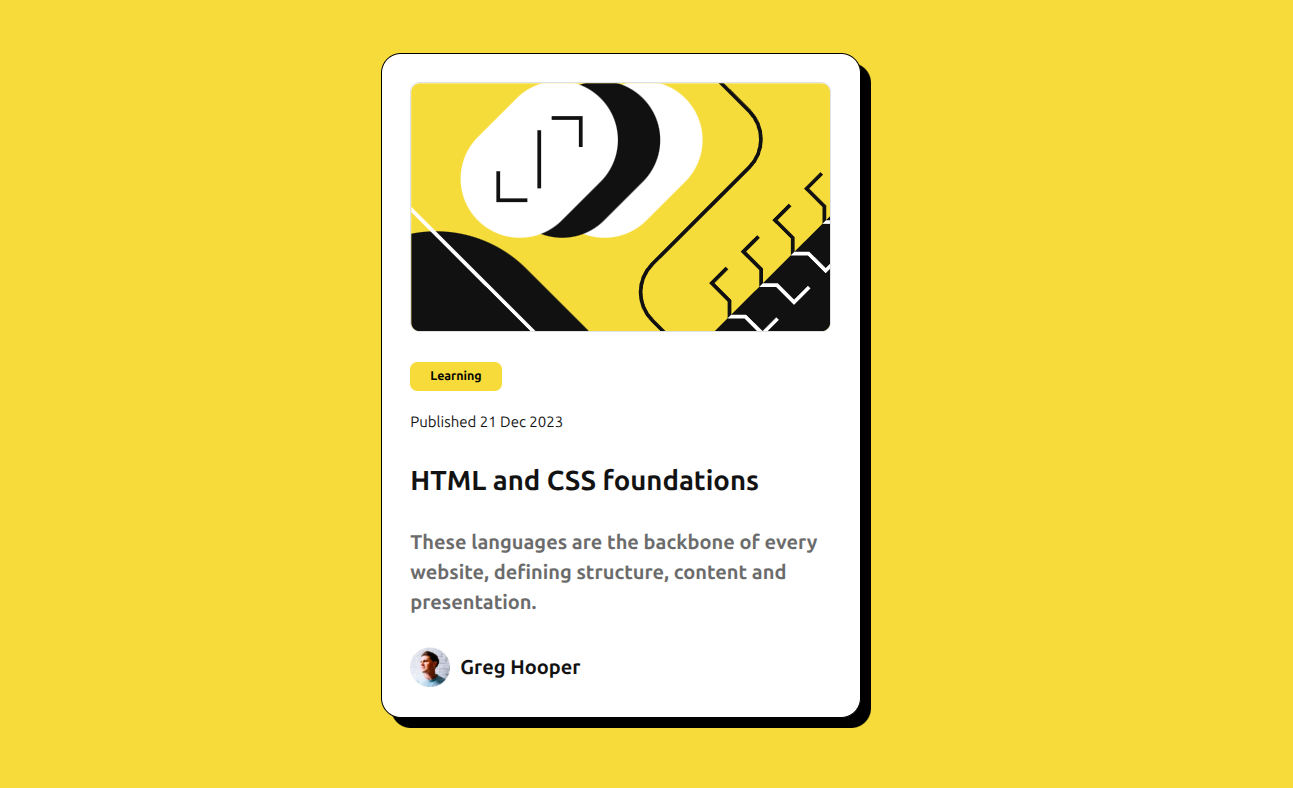 Learning
Published 21 Dec 2023
HTML and CSS foundations
These languages are the backbone of every
website, defining structure, content and
presentation.
Greg Hooper